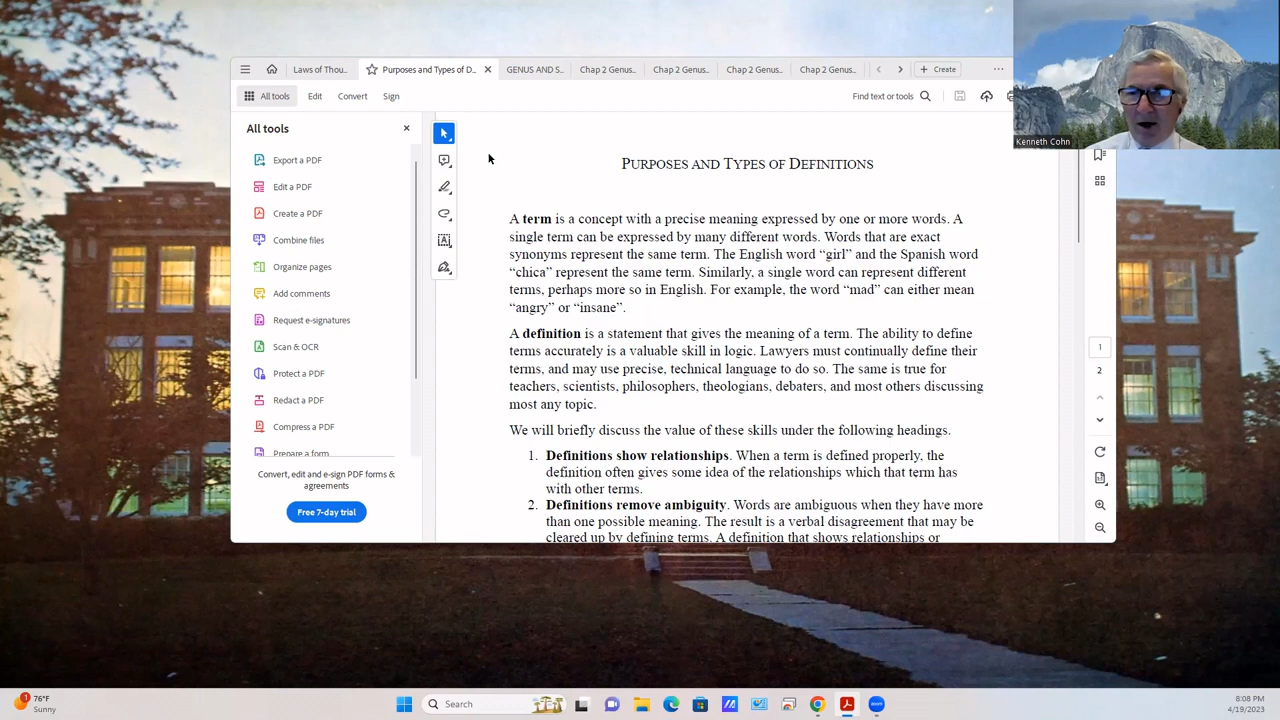 Laws of Thou...
Purposes and Types of D...
GENUS AND S...
Chap 2 Genus...
Chap 2 Genus...
Chap 2 Genus...
Chap 2 Genus...
Create
All tools
Edit
Convert
Sign
Find text or tools
Kenneth Cohn
All tools
Export a PDF
Edit a PDF
Create a PDF
Combine files
Organize pages
Add comments
Request e-signatures
Scan & OCR
Protect a PDF
Redact a PDF
Compress a PDF
Prepare a form
Convert, edit and e-sign PDF forms &
agreements
Free 7-day trial
PURPOSES AND TYPES OF DEFINITIONS
A term is a concept with a precise meaning expressed by one or more words. A
single term can be expressed by many different words. Words that are exact
synonyms represent the same term. The English word “girl” and the Spanish word
“chica” represent the same term. Similarly, a single word can represent different
terms, perhaps more so in English. For example, the word “mad” can either mean
“angry” or “insane”.
A definition is a statement that gives the meaning of a term. The ability to define
terms accurately is a valuable skill in logic. Lawyers must continually define their
terms, and may use precise, technical language to do so. The same is true for
teachers, scientists, philosophers, theologians, debaters, and most others discussing
most any topic.
We will briefly discuss the value of these skills under the following headings.
1. Definitions show relationships. When a term is defined properly, the
definition often gives some idea of the relationships which that term has
with other terms.
2. Definitions remove ambiguity. Words are ambiguous when they have more
than one possible meaning. The result is a verbal disagreement that may be
cleared up by defining terms. A definition that shows relationships or
1
2
1
76°F
Sunny
Search
8:08 PM
4/19/2023